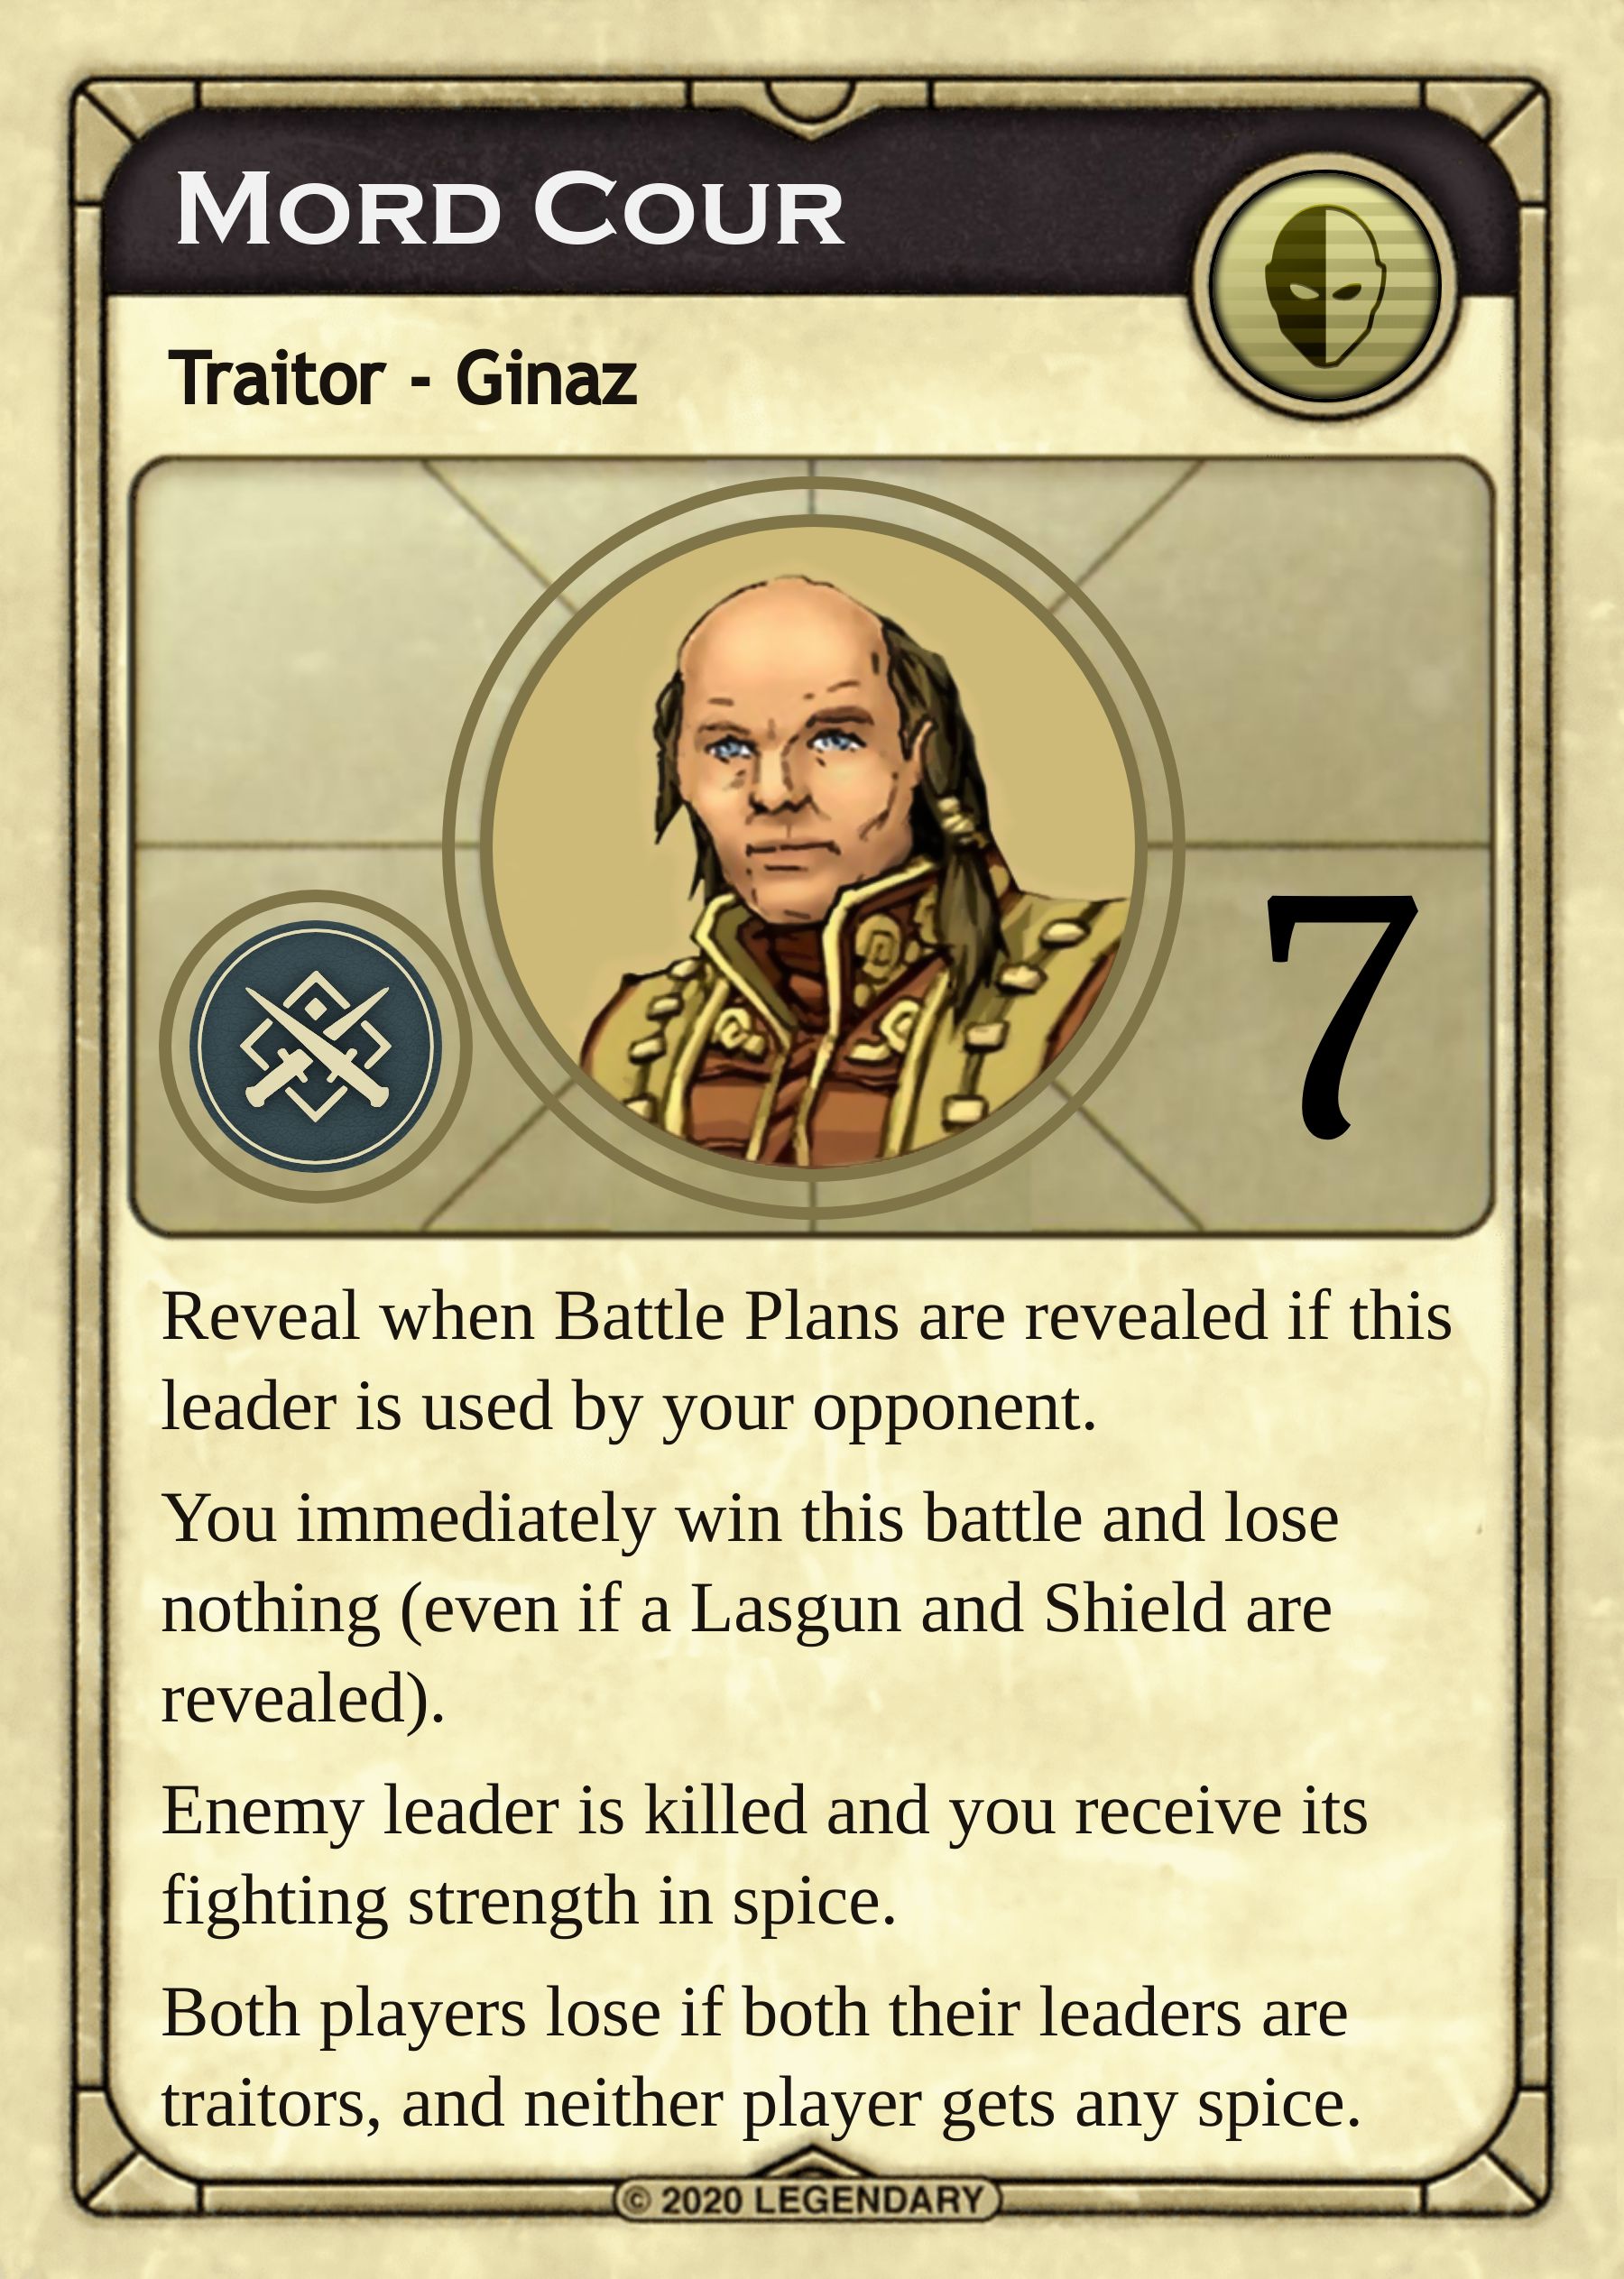 Mord Cour
Traitor - Ginaz
7
Reveal when Battle Plans are revealed if this
leader is used by your opponent.
You immediately win this battle and lose
nothing (even if a Lasgun and Shield are
revealed).
Enemy leader is killed and you receive its
fighting strength in spice.
Both players lose if both their leaders are
traitors, and neither player gets any spice.
© 2020 LEGENDARY